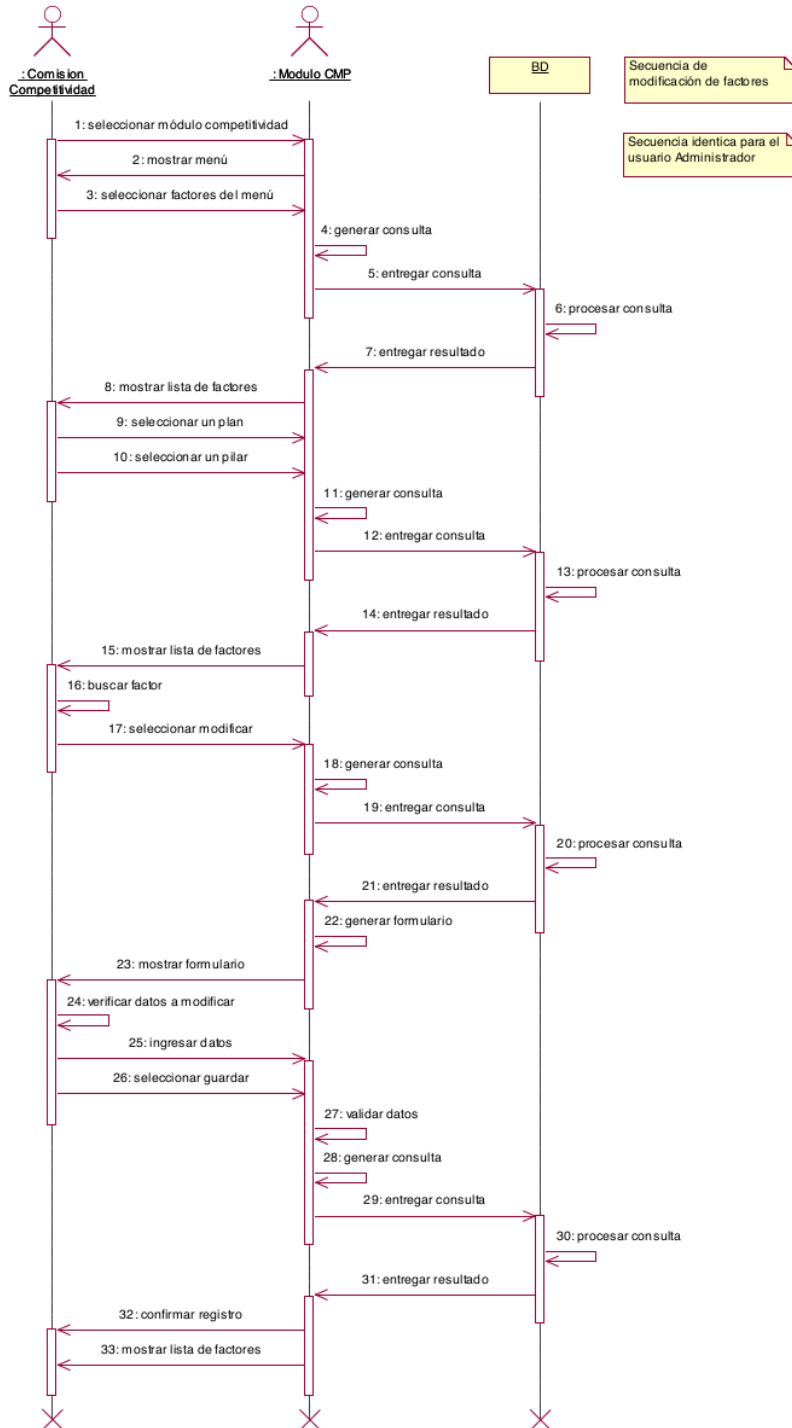 : Comision
Competitividad
: Modulo CMP
BD
Secuencia de
modificación de factores
Secuencia identica para el
usuario Administrador
1: seleccionar módulo competitividad
2: mostrar menú
3: seleccionar factores del menú
4: generar consulta
5: entregar consulta
6: procesar consulta
7: entregar resultado
8: mostrar lista de factores
9: seleccionar un plan
10: seleccionar un pilar
11: generar consulta
12: entregar consulta
13: procesar consulta
14: entregar resultado
15: mostrar lista de factores
16: buscar factor
17: seleccionar modificar
18: generar consulta
19: entregar consulta
20: procesar consulta
21: entregar resultado
22: generar formulario
23: mostrar formulario
24: verificar datos a modificar
25: ingresar datos
26: seleccionar guardar
27: validar datos
28: generar consulta
29: entregar consulta
30: procesar consulta
31: entregar resultado
32: confirmar registro
33: mostrar lista de factores